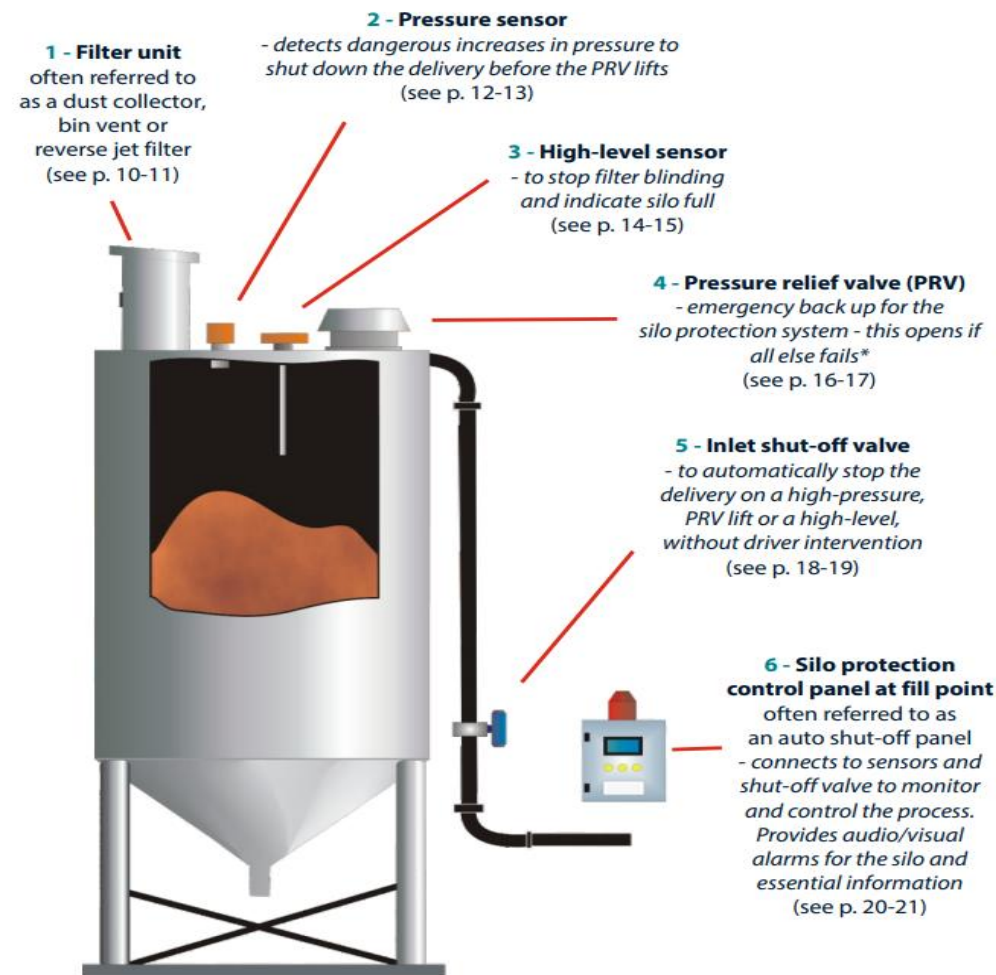 1 - Filter unit
often referred to
as a dust collector,
bin vent or
reverse jet filter
(see p. 10-11)
2 - Pressure sensor
- detects dangerous increases in pressure to
shut down the delivery before the PRV lifts
(see p. 12-13)
3 - High-level sensor
- to stop filter blinding
and indicate silo full
(see p. 14-15)
4 - Pressure relief valve (PRV)
- emergency back up for the
silo protection system - this opens if
all else fails*
(see p. 16-17)
5 - Inlet shut-off valve
- to automatically stop the
delivery on a high-pressure,
PRV lift or a high-level,
without driver intervention
(see p. 18-19)
6 - Silo protection
control panel at fill point
often referred to as
an auto shut-off panel
- connects to sensors and
shut-off valve to monitor
and control the process.
Provides audio/visual
alarms for the silo and
essential information
(see p. 20-21)